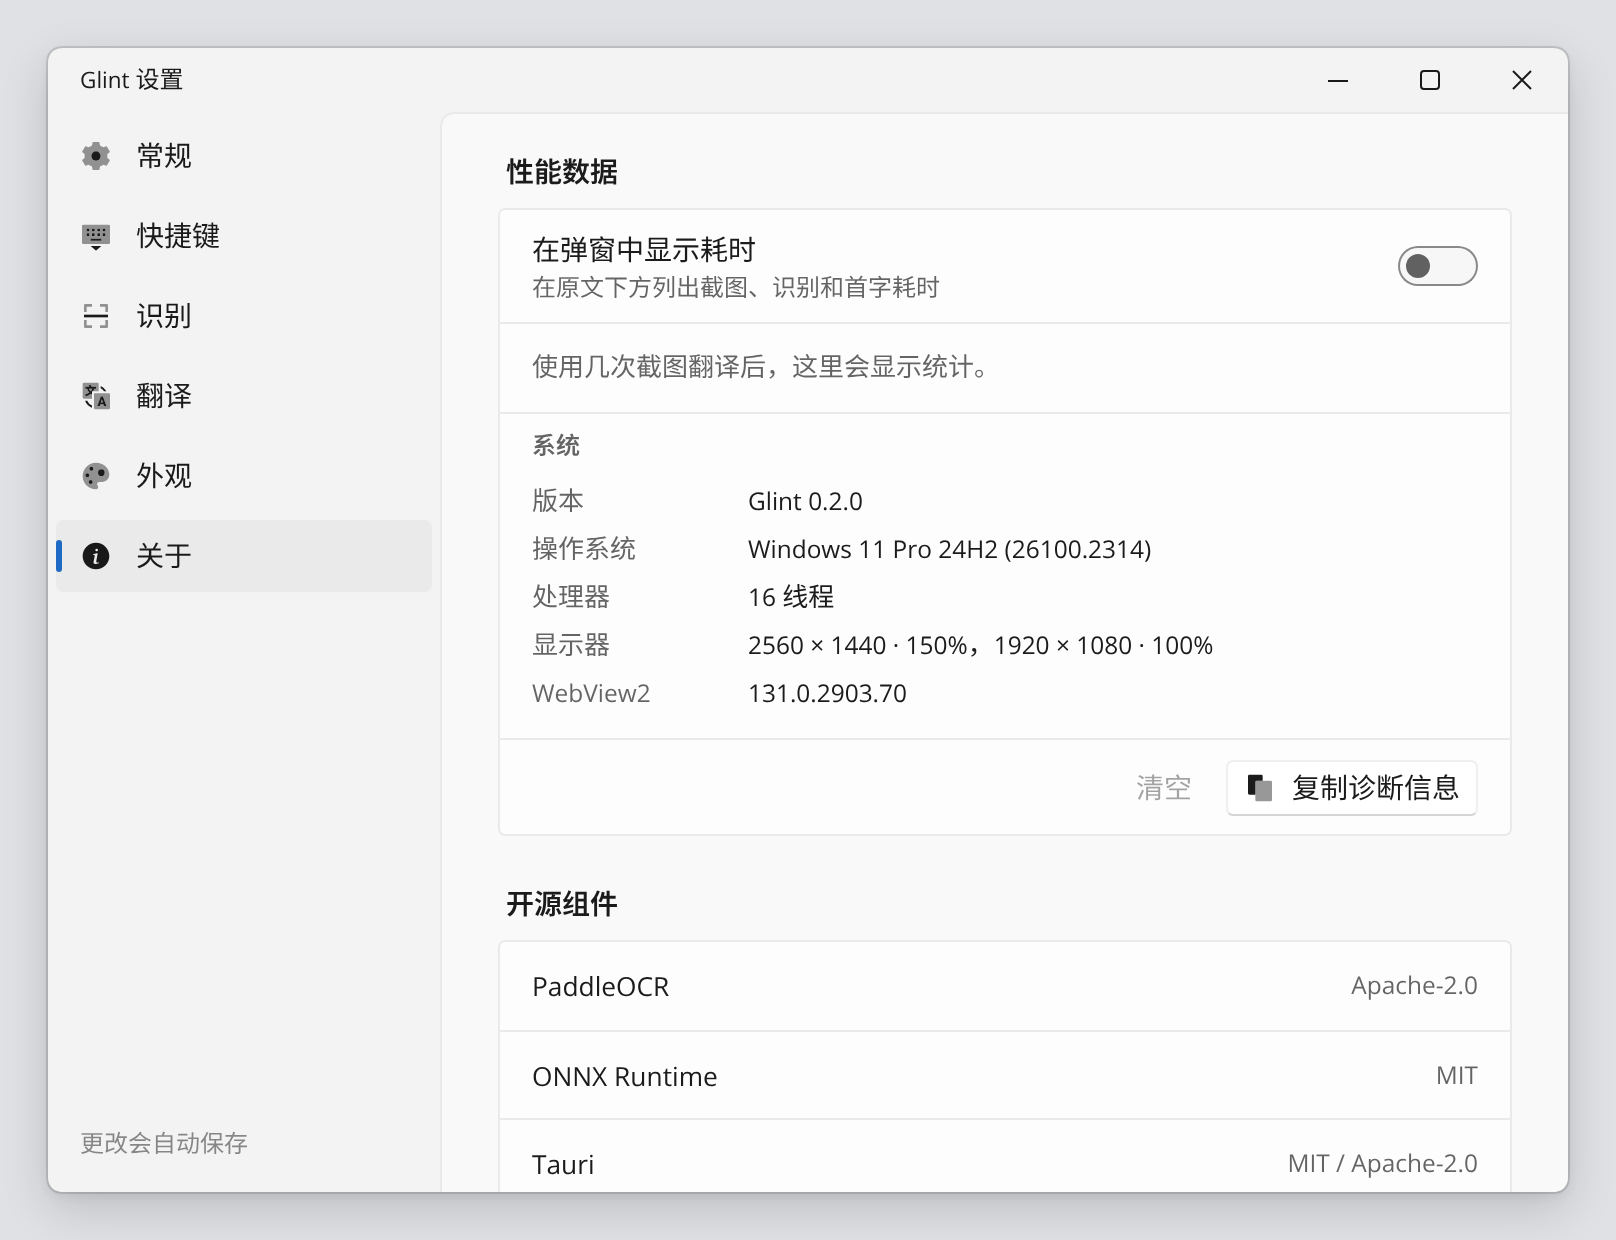 Glint 设置
常规
快捷键
识别
翻译
外观
关于
更改会自动保存
性能数据
在弹窗中显示耗时
在原文下方列出截图、识别和首字耗时
使用几次截图翻译后，这里会显示统计。
系统
版本 Glint 0.2.0
操作系统 Windows 11 Pro 24H2 (26100.2314)
处理器 16 线程
显示器 2560 × 1440 · 150%，1920 × 1080 · 100%
WebView2 131.0.2903.70
清空 复制诊断信息
开源组件
PaddleOCR Apache-2.0
ONNX Runtime MIT
Tauri MIT / Apache-2.0